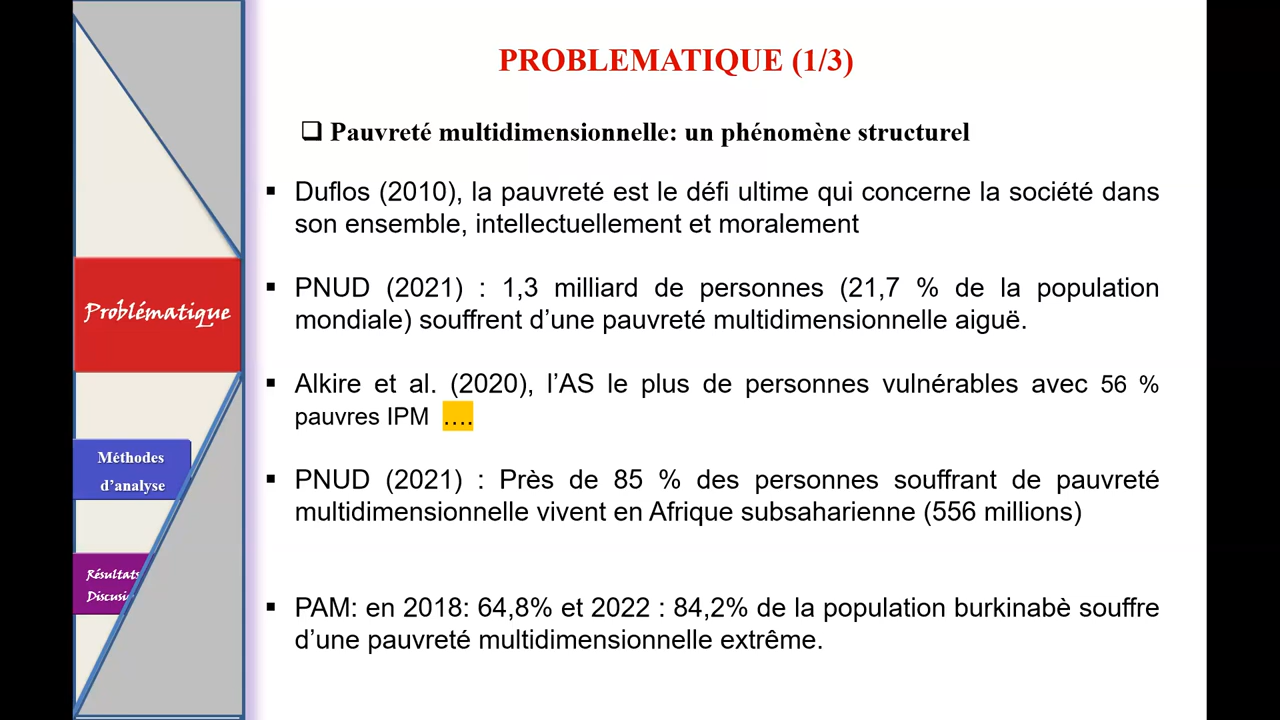 PROBLEMATIQUE (1/3)
❑ Pauvreté multidimensionnelle: un phénomène structurel
▪ Duflos (2010), la pauvreté est le défi ultime qui concerne la société dans
son ensemble, intellectuellement et moralement
▪ PNUD (2021) : 1,3 milliard de personnes (21,7 % de la population
mondiale) souffrent d’une pauvreté multidimensionnelle aiguë.
▪ Alkire et al. (2020), l’AS le plus de personnes vulnérables avec 56 %
pauvres IPM ….
▪ PNUD (2021) : Près de 85 % des personnes souffrant de pauvreté
multidimensionnelle vivent en Afrique subsaharienne (556 millions)
▪ PAM: en 2018: 64,8% et 2022 : 84,2% de la population burkinabè souffre
d’une pauvreté multidimensionnelle extrême.
Problématique
Méthodes
d’analyse
Résultats